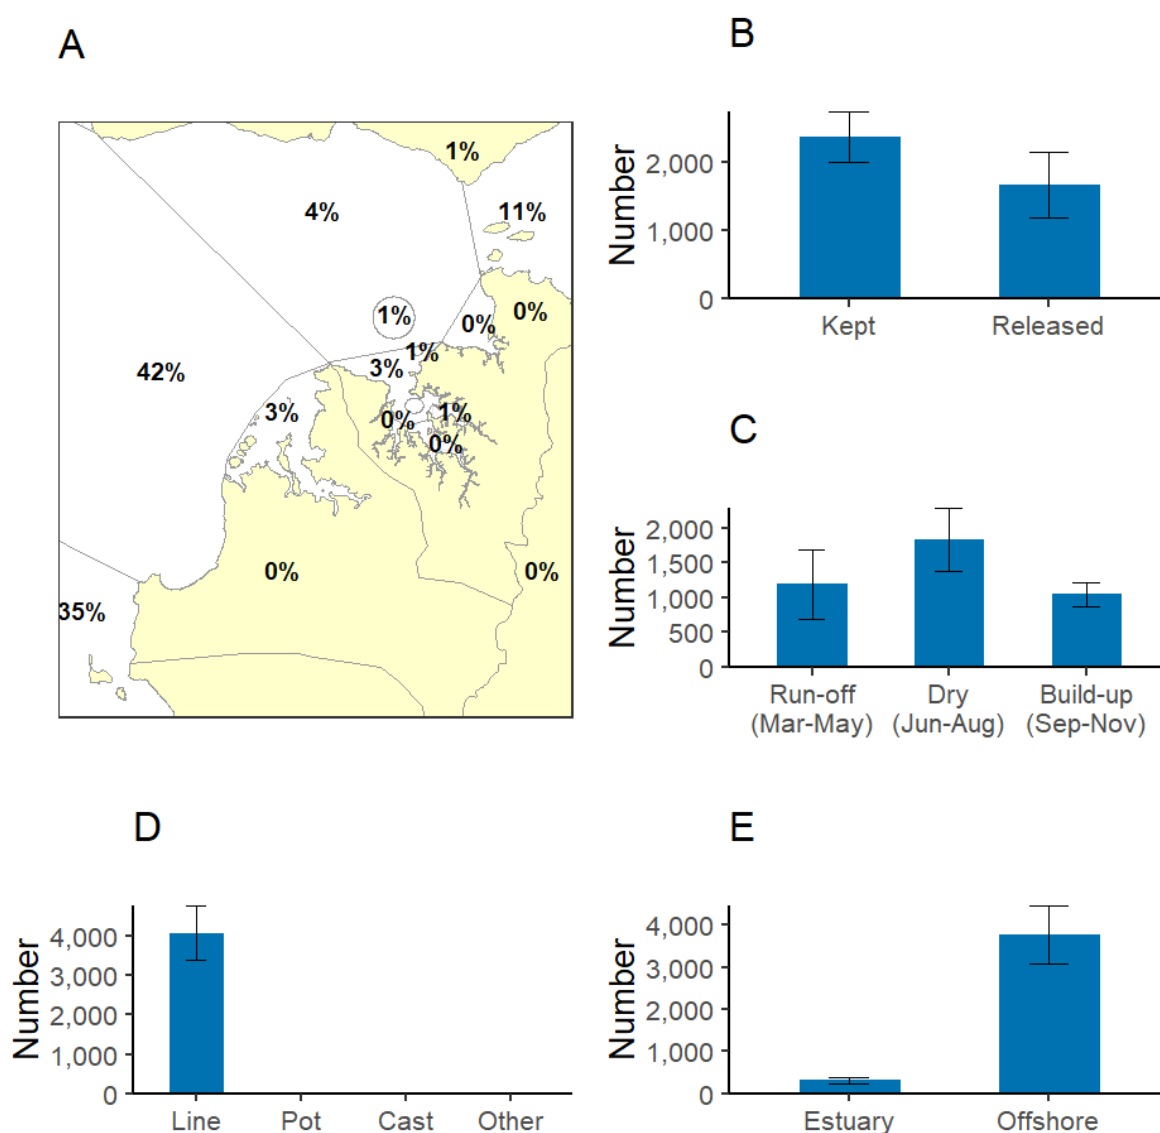 A
1%
4%
11%
1%
0%
0%
1%
3%
42%
3%
0%
1%
0%
0%
0%
35%
B
Number
2,000
1,000
0
Kept
Released
C
Number
2,000
1,500
1,000
500
0
Run-off
(Mar-May)
Dry
(Jun-Aug)
Build-up
(Sep-Nov)
D
Number
4,000
3,000
2,000
1,000
0
Line
Pot
Cast
Other
E
Number
4,000
3,000
2,000
1,000
0
Estuary
Offshore